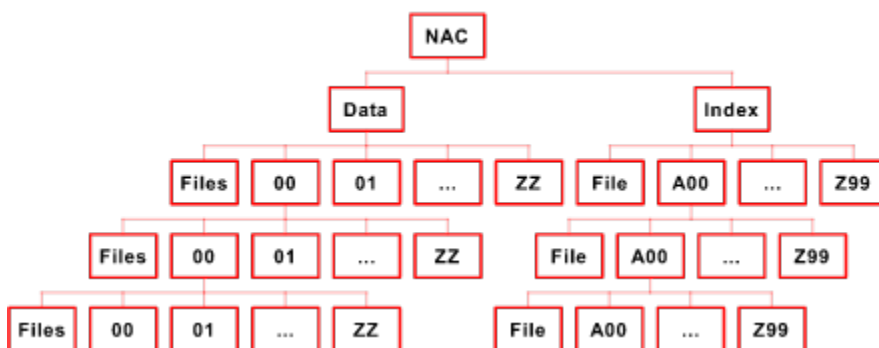 NAC
Data Index
Files 00 01 ... ZZ File A00 ... Z99
Files 00 01 ... ZZ File A00 ... Z99
Files 00 01 ... ZZ File A00 ... Z99